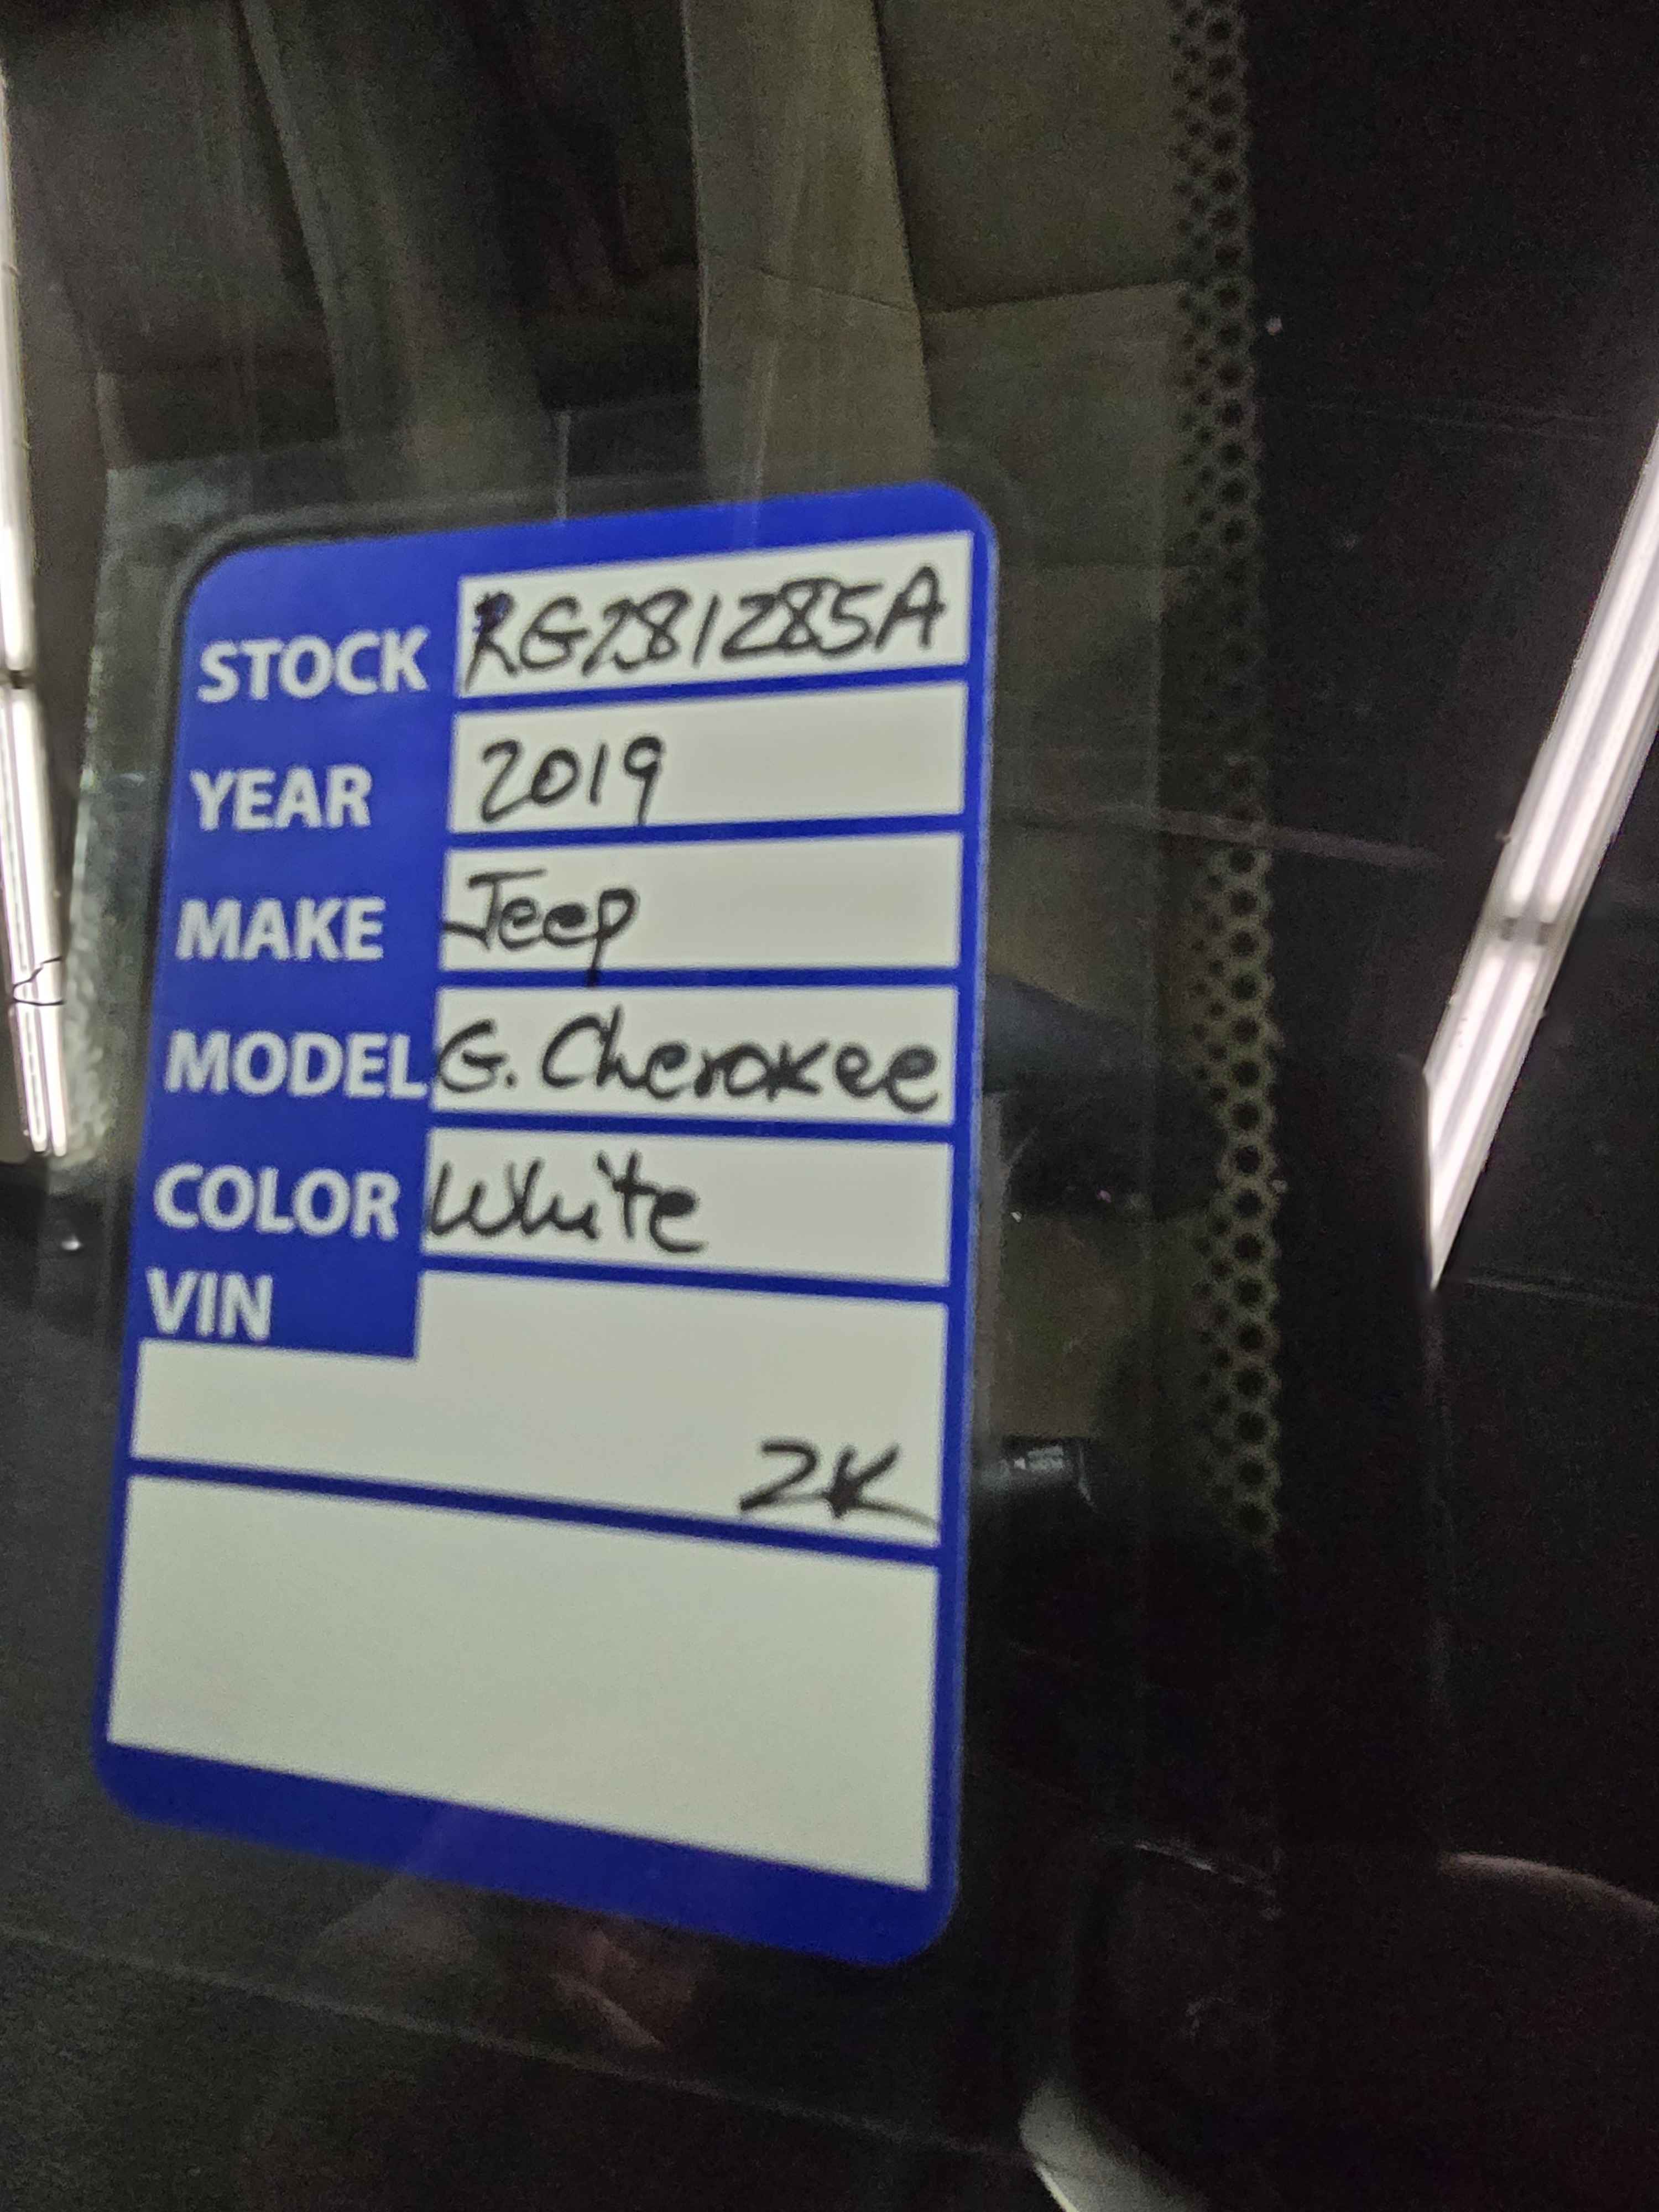 STOCK RG281285A
YEAR 2019
MAKE Jeep
MODEL G. Cherokee
COLOR White
VIN
2K